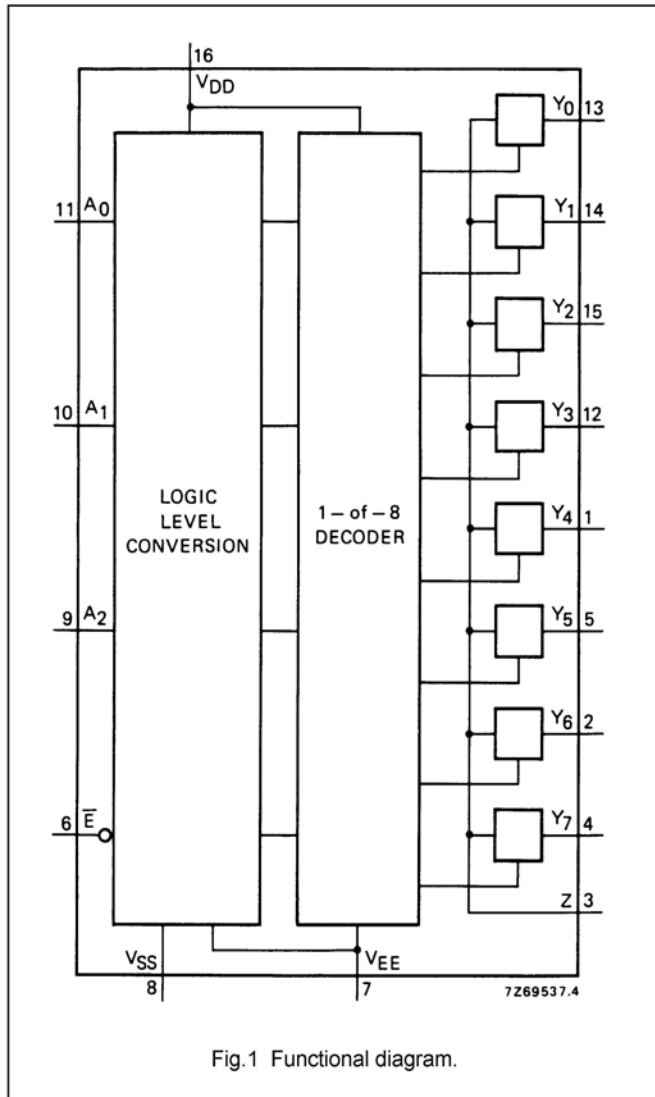 16
VDD
Y0 13
11 A0
Y1 14
Y2 15
10 A1
Y3 12
LOGIC
LEVEL
CONVERSION
1–of–8
DECODER
Y4 1
9 A2
Y5 5
Y6 2
6 E̅
Y7 4
Z 3
VSS
VEE
8
7
7Z69537.4
Fig.1 Functional diagram.